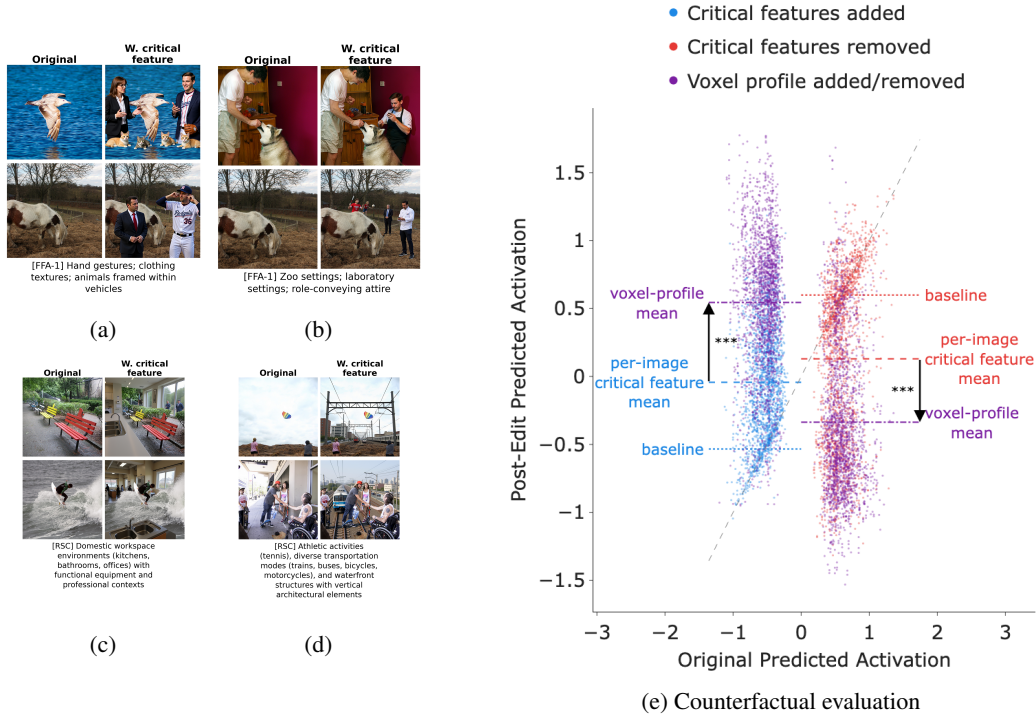 Original
W. critical
feature
[FFA-1] Hand gestures; clothing
textures; animals framed within
vehicles
(a)
Original
W. critical
feature
[FFA-1] Zoo settings; laboratory
settings; role-conveying attire
(b)
Original
W. critical
feature
[RSC] Domestic workspace
environments (kitchens,
bathrooms, offices) with
functional equipment and
professional contexts
(c)
Original
W. critical
feature
[RSC] Athletic activities
(tennis), diverse transportation
modes (trains, buses, bicycles,
motorcycles), and waterfront
structures with vertical
architectural elements
(d)
Critical features added
Critical features removed
Voxel profile added/removed
Post-Edit Predicted Activation
1.5
1
0.5
0
−0.5
−1
−1.5
voxel-profile
mean
***
per-image
critical feature
mean
baseline
baseline
per-image
critical feature
mean
***
voxel-profile
mean
−3
−2
−1
0
1
2
3
Original Predicted Activation
(e) Counterfactual evaluation